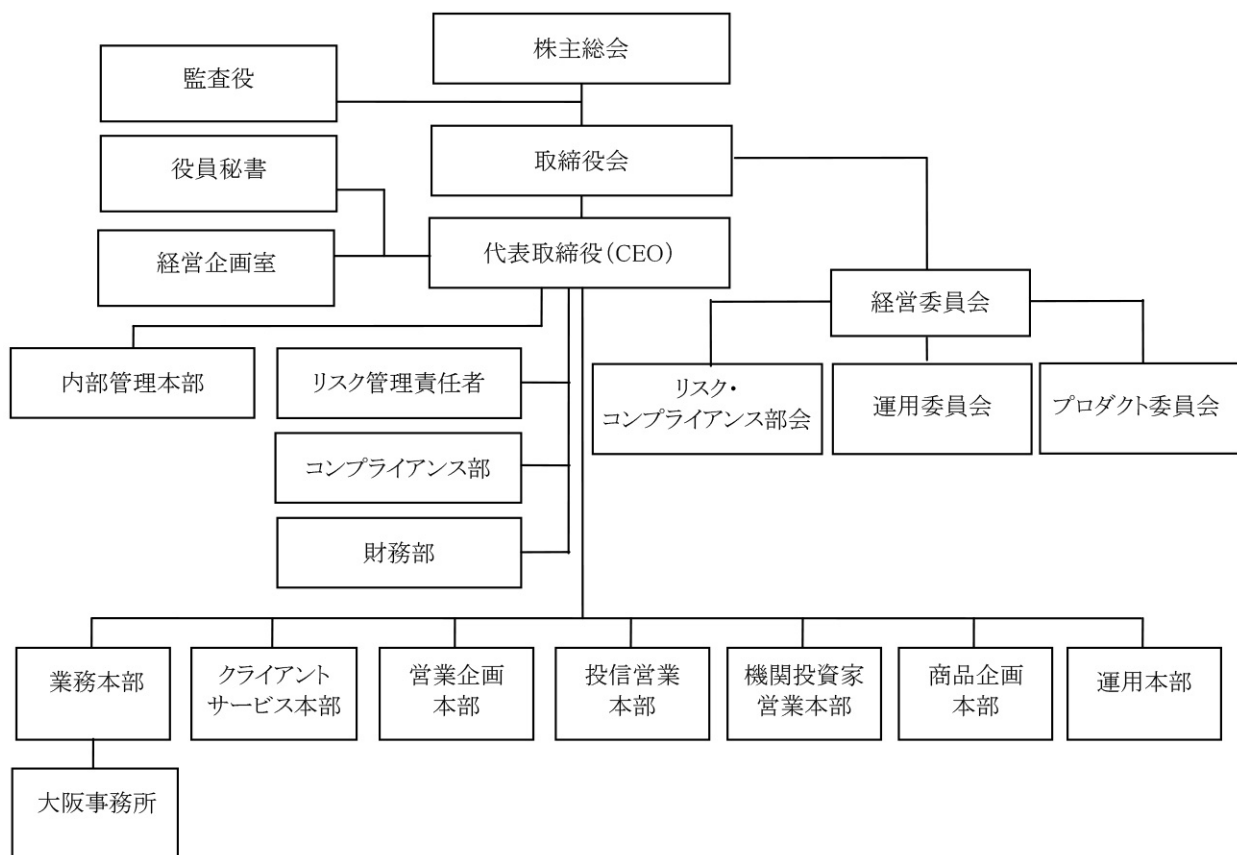 株主総会
監査役
取締役会
役員秘書
代表取締役（CEO）
経営企画室
経営委員会
内部管理本部
リスク管理責任者
リスク・
コンプライアンス部会
運用委員会
プロダクト委員会
コンプライアンス部
財務部
業務本部
クライアント
サービス本部
営業企画
本部
投信営業
本部
機関投資家
営業本部
商品企画
本部
運用本部
大阪事務所